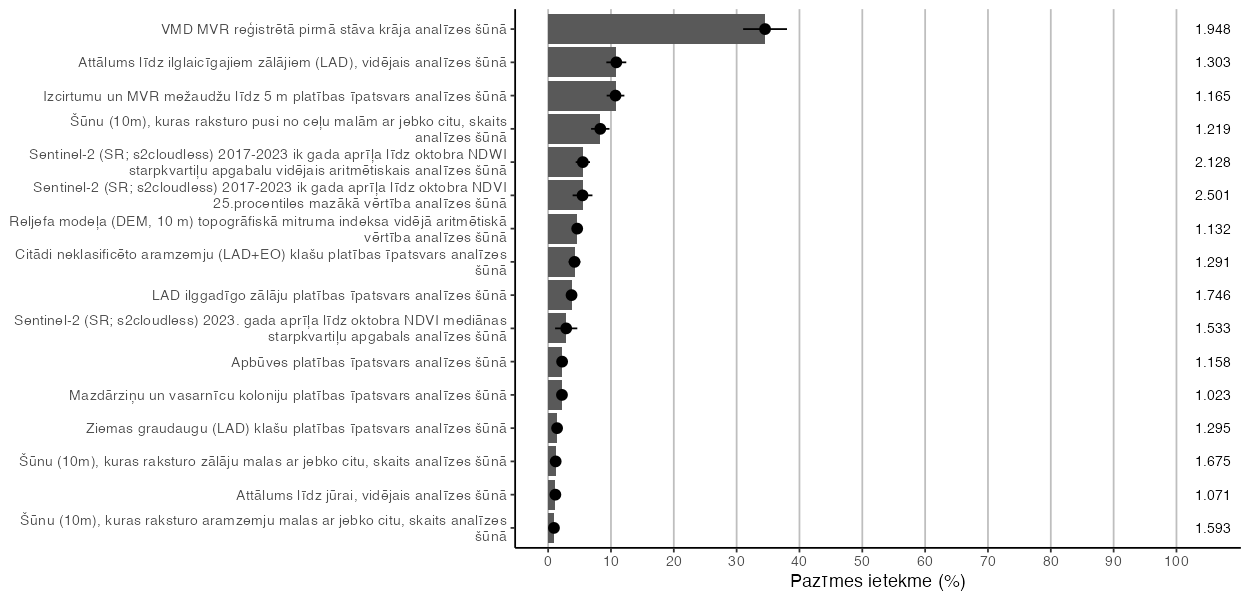 VMD MVR reģistrētā pirmā stāva krāja analīzes šūnā
1.948
Attālums līdz ilglaicīgajiem zālājiem (LAD), vidējais analīzes šūnā
1.303
Izcirtumu un MVR mežaudžu līdz 5 m platības īpatsvars analīzes šūnā
1.165
Šūnu (10m), kuras raksturo pusi no ceļu malām ar jebko citu, skaits
analīzes šūnā
1.219
Sentinel-2 (SR; s2cloudless) 2017-2023 ik gada aprīļa līdz oktobra NDWI
starpkvartiļu apgabalu vidējais aritmētiskais analīzes šūnā
2.128
Sentinel-2 (SR; s2cloudless) 2017-2023 ik gada aprīļa līdz oktobra NDVI
25.procentiles mazākā vērtība analīzes šūnā
2.501
Reljefa modeļa (DEM, 10 m) topogrāfiskā mitruma indeksa vidējā aritmētiskā
vērtība analīzes šūnā
1.132
Citādi neklasificēto aramzemju (LAD+EO) klašu platības īpatsvars analīzes
šūnā
1.291
LAD ilggadīgo zālāju platības īpatsvars analīzes šūnā
1.746
Sentinel-2 (SR; s2cloudless) 2023. gada aprīļa līdz oktobra NDVI mediānas
starpkvartiļu apgabals analīzes šūnā
1.533
Apbūves platības īpatsvars analīzes šūnā
1.158
Mazdārziņu un vasarnīcu koloniju platības īpatsvars analīzes šūnā
1.023
Ziemas graudaugu (LAD) klašu platības īpatsvars analīzes šūnā
1.295
Šūnu (10m), kuras raksturo zālāju malas ar jebko citu, skaits analīzes šūnā
1.675
Attālums līdz jūrai, vidējais analīzes šūnā
1.071
Šūnu (10m), kuras raksturo aramzemju malas ar jebko citu, skaits analīzes
šūnā
1.593
0 10 20 30 40 50 60 70 80 90 100
Pazīmes ietekme (%)